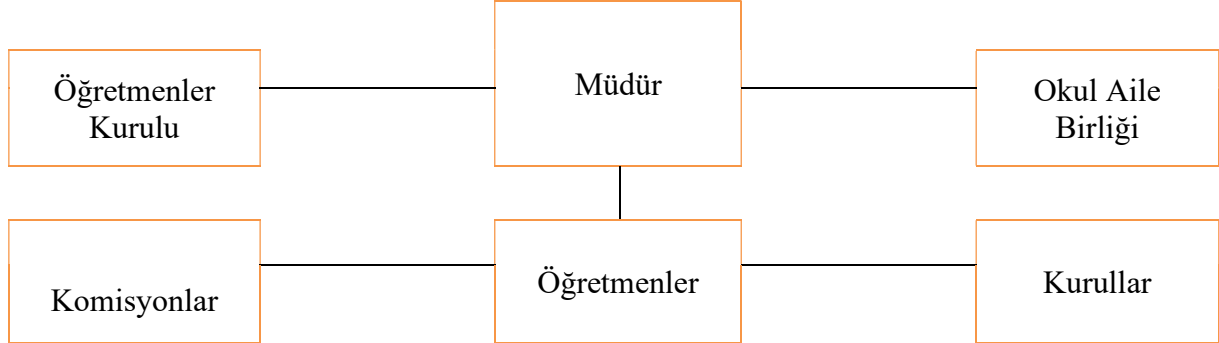 Öğretmenler
Kurulu
Müdür
Okul Aile
Birliği
Komisyonlar
Öğretmenler
Kurullar